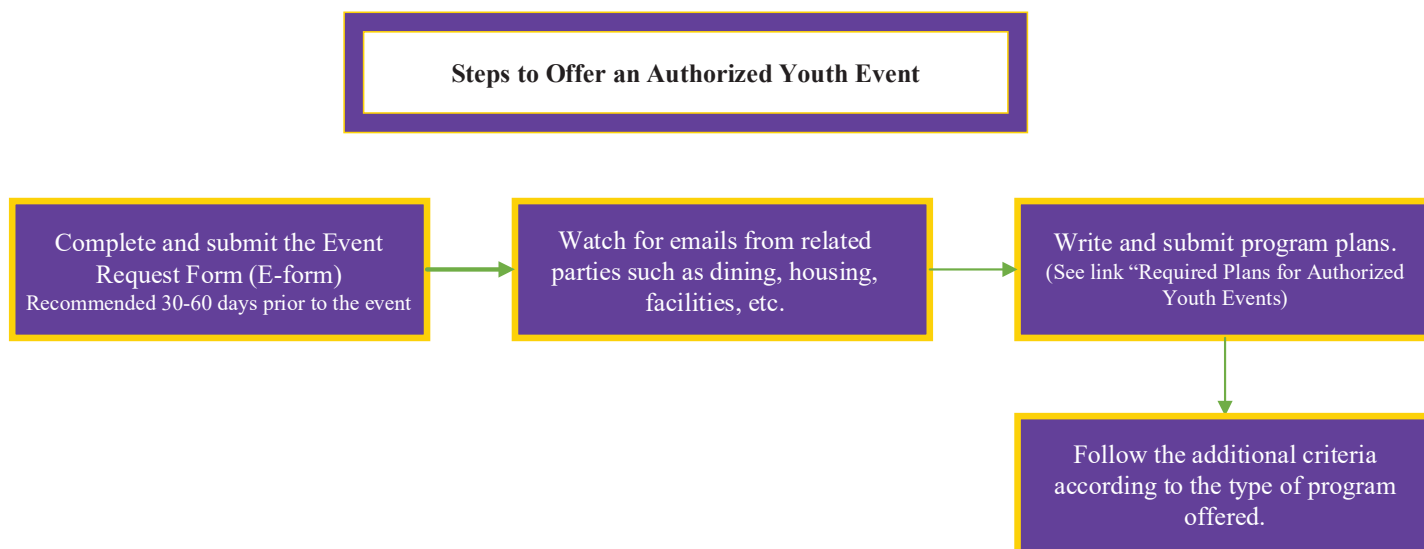 Steps to Offer an Authorized Youth Event
Complete and submit the Event
Request Form (E-form)
Recommended 30-60 days prior to the event
Watch for emails from related
parties such as dining, housing,
facilities, etc.
Write and submit program plans.
(See link “Required Plans for Authorized
Youth Events)
Follow the additional criteria
according to the type of program
offered.